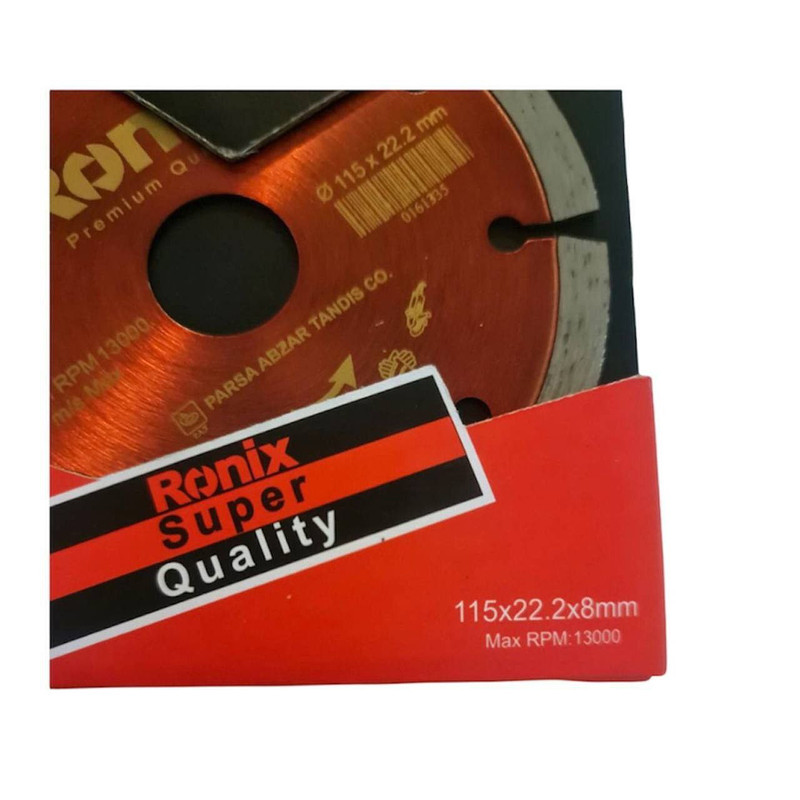 Premium
Ø 115 x 22.2 mm
0161335
RPM 13000
PARSA ABZAR TANDIS CO.
Ronix
Super
Quality
115x22.2x8mm
Max RPM:13000